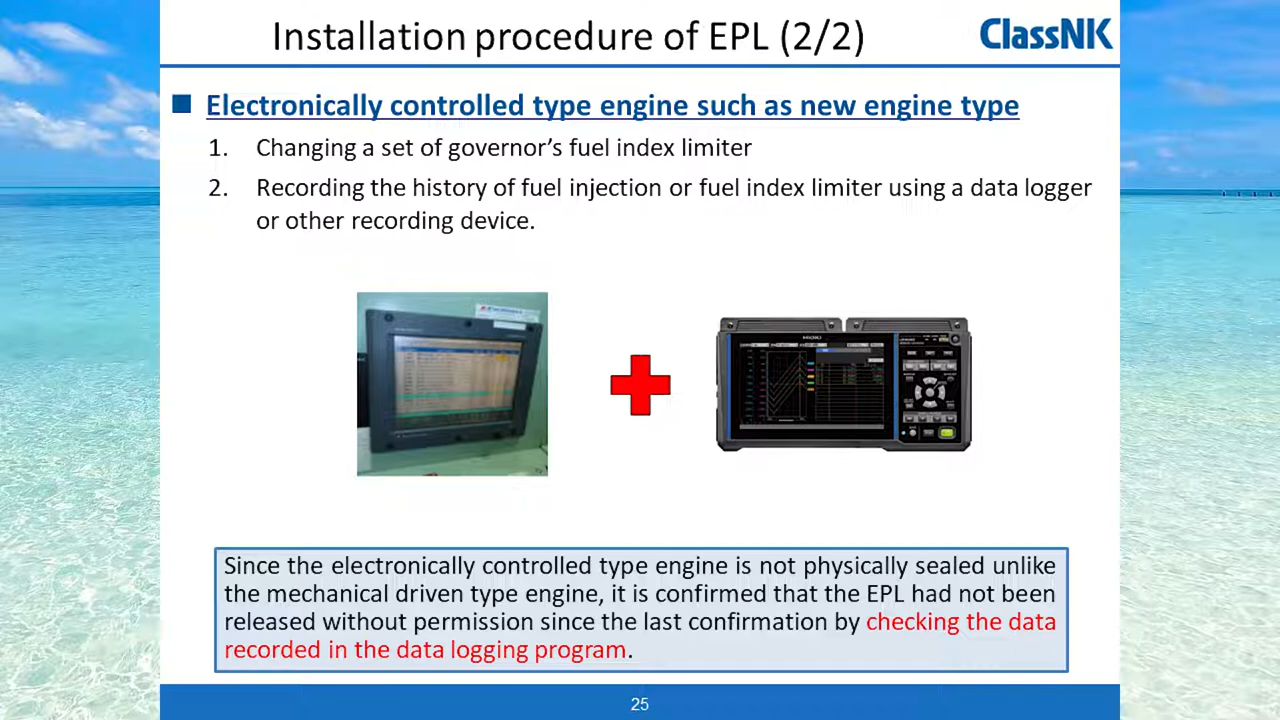 Installation procedure of EPL (2/2)
ClassNK
Electronically controlled type engine such as new engine type
1. Changing a set of governor's fuel index limiter
2. Recording the history of fuel injection or fuel index limiter using a data logger
or other recording device.
HIOKI
Since the electronically controlled type engine is not physically sealed unlike
the mechanical driven type engine, it is confirmed that the EPL had not been
released without permission since the last confirmation by checking the data
recorded in the data logging program.
25